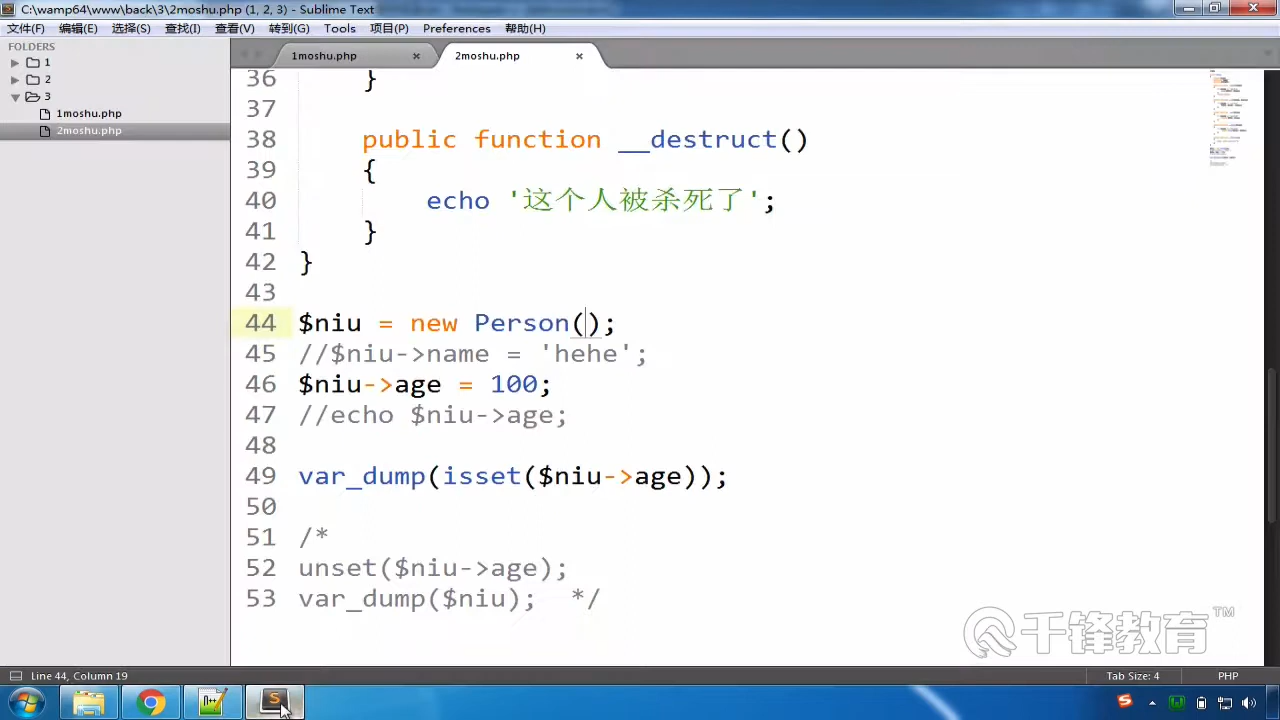 C:\wamp64\www\back\3\2moshu.php (1, 2, 3) - Sublime Text
文件(F) 编辑(E) 选择(S) 查找(I) 查看(V) 转到(G) Tools 项目(P) Preferences 帮助(H)
FOLDERS
1
2
3
1moshu.php
2moshu.php
1moshu.php × 2moshu.php ×
36 }
37
38 public function __destruct()
39 {
40 echo '这个人被杀死了';
41 }
42 }
43
44 $niu = new Person();
45 //$niu->name = 'hehe';
46 $niu->age = 100;
47 //echo $niu->age;
48
49 var_dump(isset($niu->age));
50
51 /*
52 unset($niu->age);
53 var_dump($niu); */
千锋教育™
Line 44, Column 19
Tab Size: 4
PHP